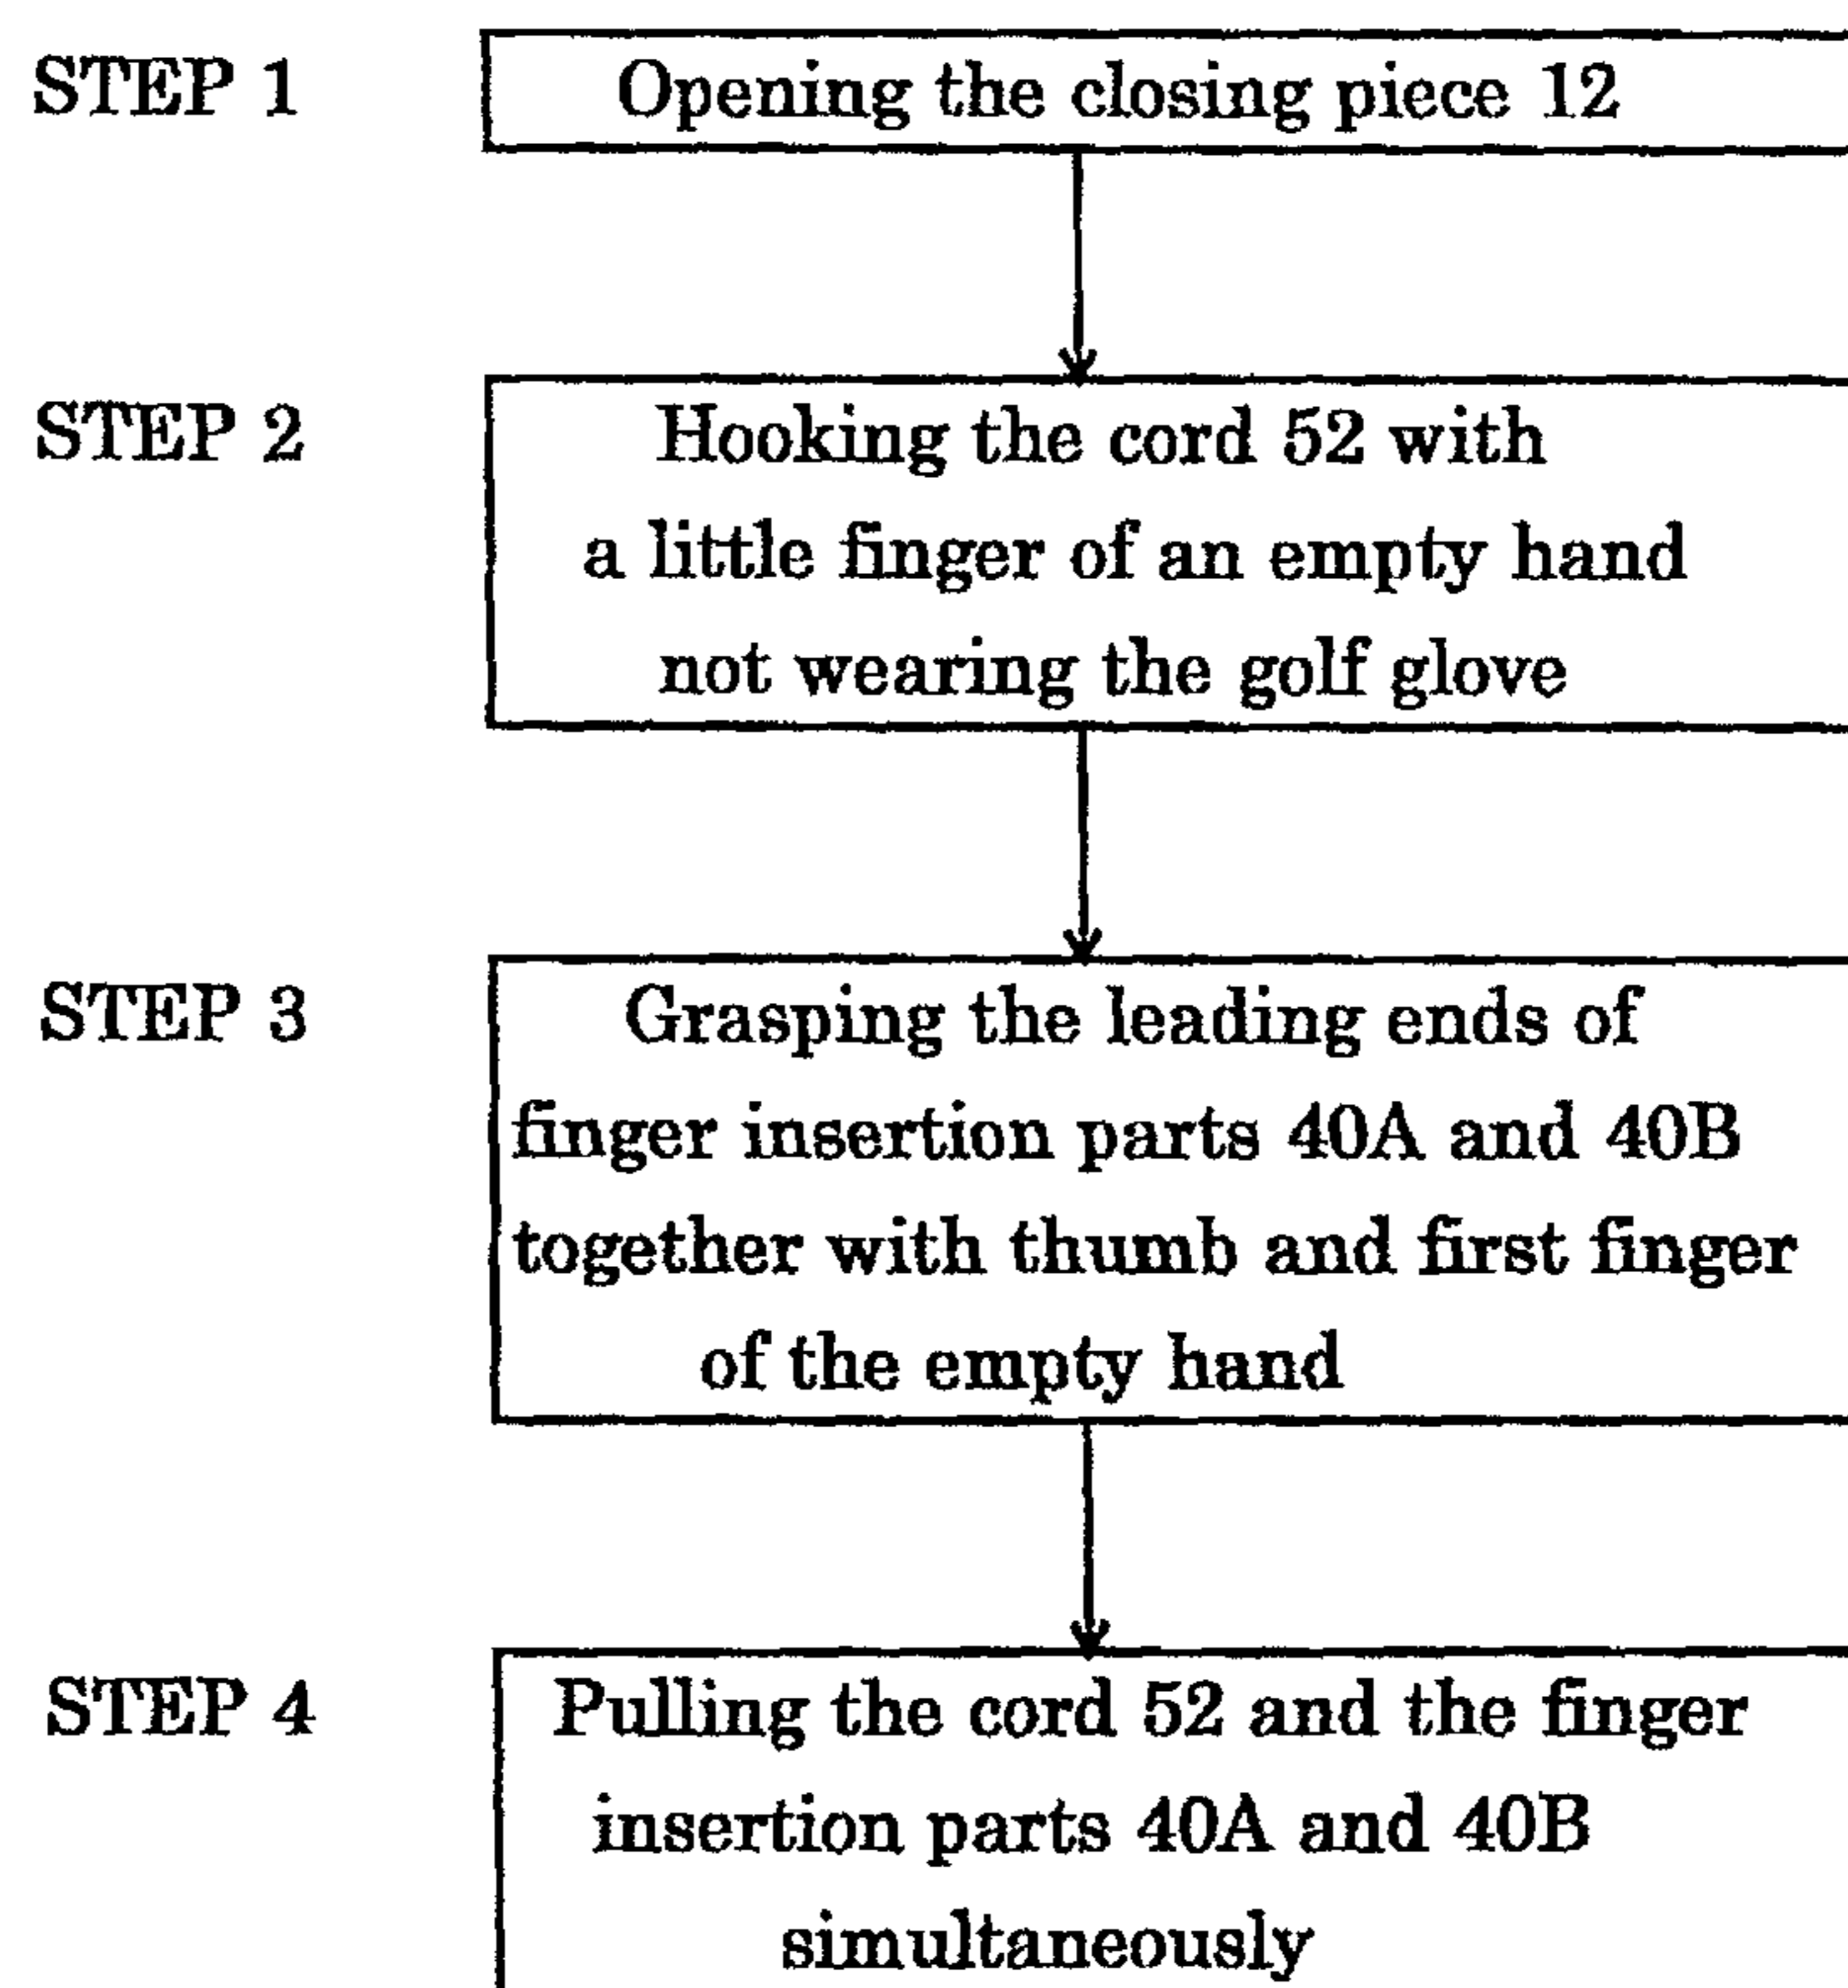 STEP 1
Opening the closing piece 12
STEP 2
Hooking the cord 52 with
a little finger of an empty hand
not wearing the golf glove
STEP 3
Grasping the leading ends of
finger insertion parts 40A and 40B
together with thumb and first finger
of the empty hand
STEP 4
Pulling the cord 52 and the finger
insertion parts 40A and 40B
simultaneously